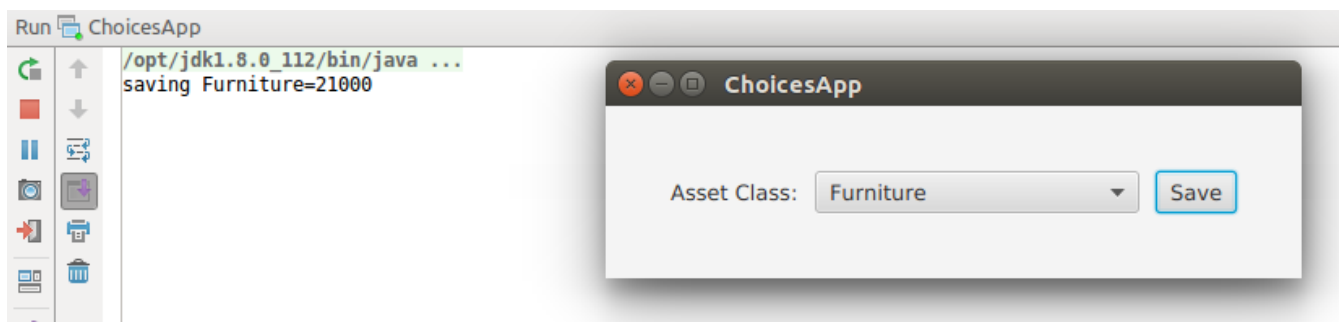 Run ChoicesApp
/opt/jdk1.8.0_112/bin/java ...
saving Furniture=21000
ChoicesApp
Asset Class: Furniture Save